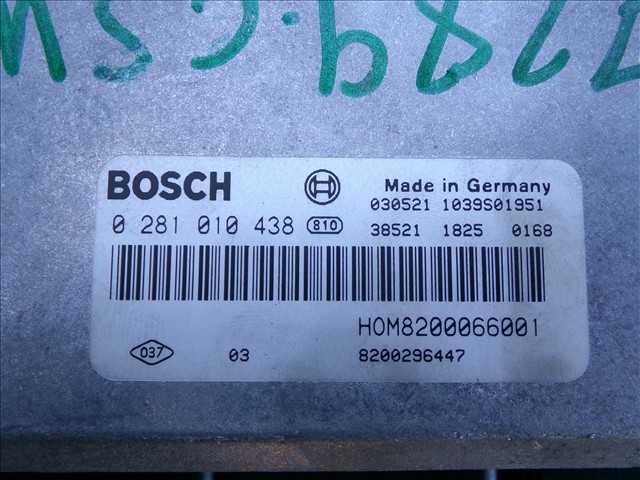 BOSCH
Made in Germany
030521 1039S01951
0 281 010 438 810
38521 1825 0168
HOM8200066001
037 03 8200296447